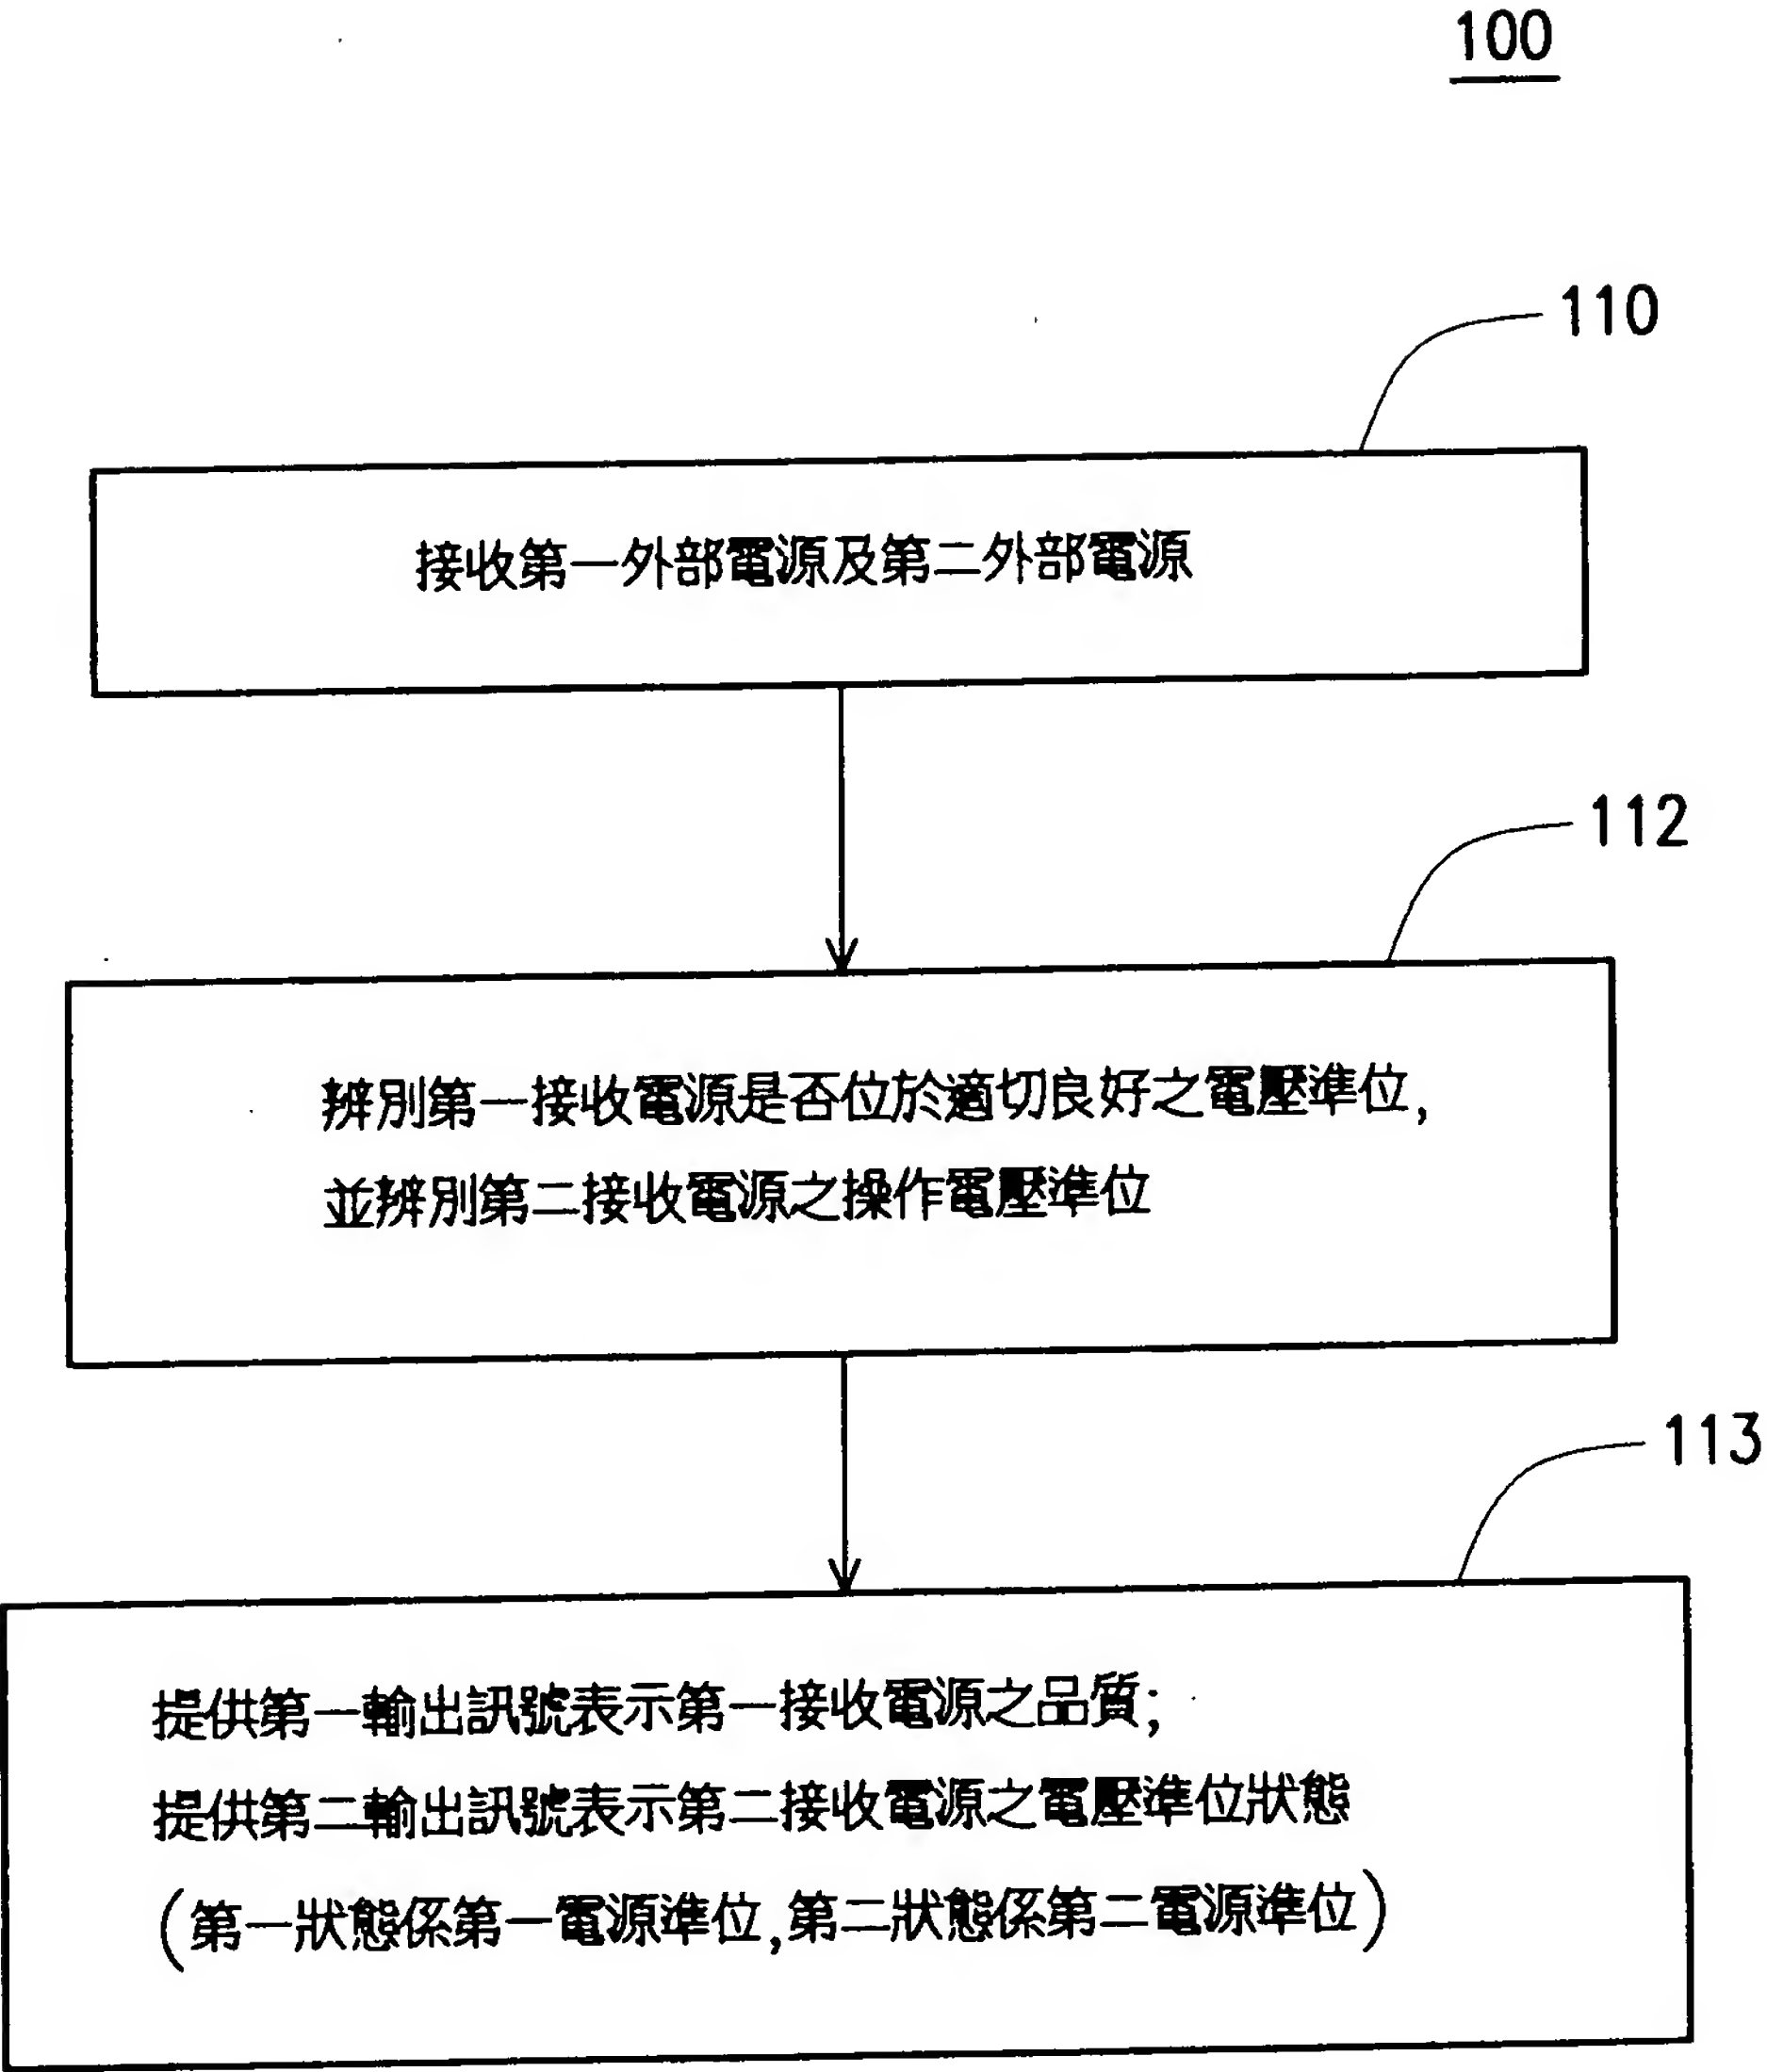 100
110
接收第一外部電源及第二外部電源
112
辨別第一接收電源是否位於適切良好之電壓準位,
並辨別第二接收電源之操作電壓準位
113
提供第一輸出訊號表示第一接收電源之品質;
提供第二輸出訊號表示第二接收電源之電壓準位狀態
(第一狀態係第一電源準位,第二狀態係第二電源準位)